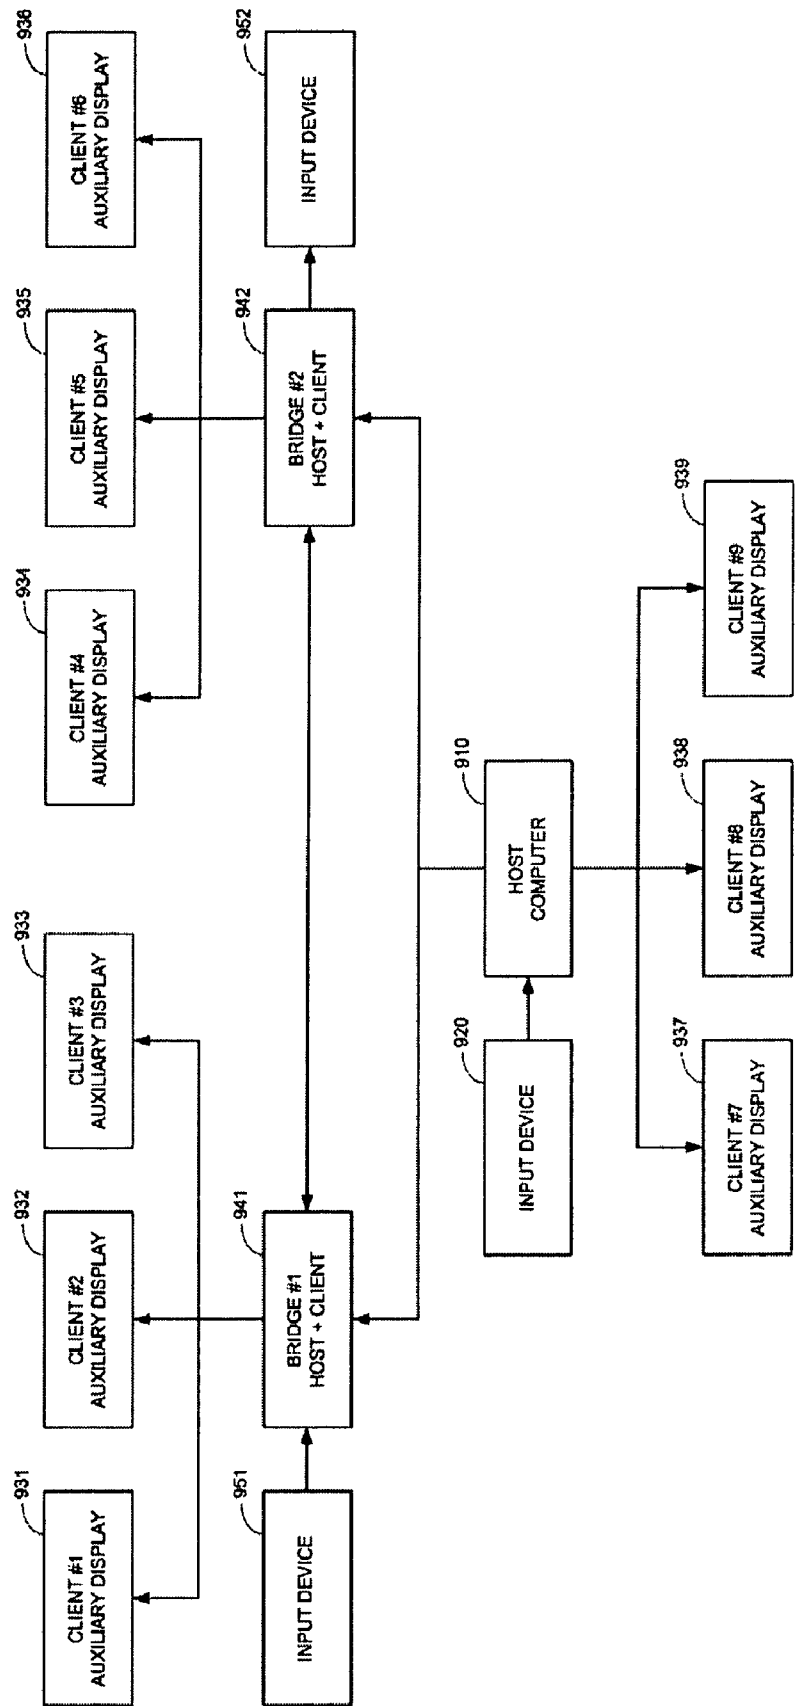 931
CLIENT #1
AUXILIARY DISPLAY
932
CLIENT #2
AUXILIARY DISPLAY
933
CLIENT #3
AUXILIARY DISPLAY
934
CLIENT #4
AUXILIARY DISPLAY
935
CLIENT #5
AUXILIARY DISPLAY
936
CLIENT #6
AUXILIARY DISPLAY
951
INPUT DEVICE
941
BRIDGE #1
HOST + CLIENT
942
BRIDGE #2
HOST + CLIENT
952
INPUT DEVICE
920
INPUT DEVICE
910
HOST
COMPUTER
937
CLIENT #7
AUXILIARY DISPLAY
938
CLIENT #8
AUXILIARY DISPLAY
939
CLIENT #9
AUXILIARY DISPLAY